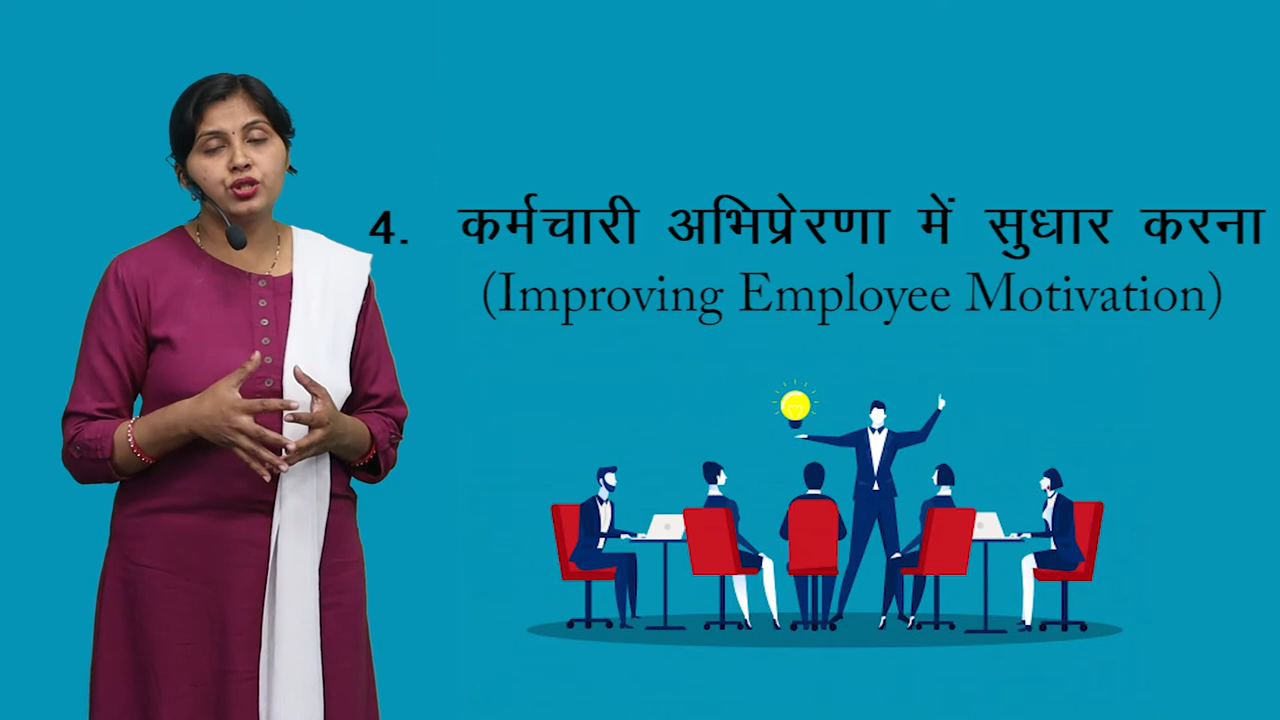 4. कर्मचारी अभिप्रेरणा में सुधार करना
(Improving Employee Motivation)